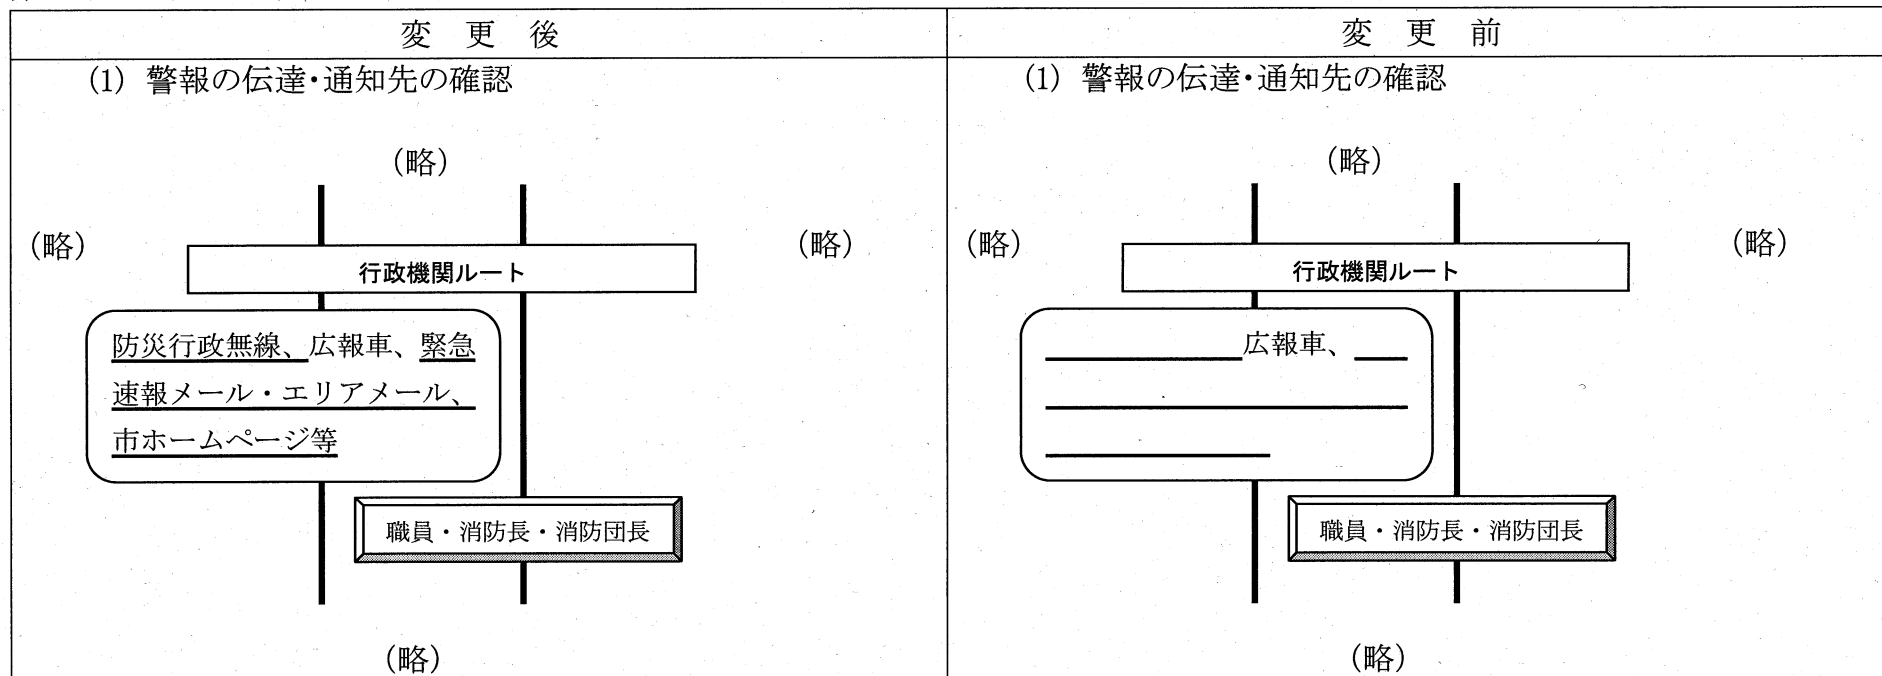 変更後
(1) 警報の伝達・通知先の確認
(略)
(略)
(略)
行政機関ルート
防災行政無線、広報車、緊急
速報メール・エリアメール、
市ホームページ等
職員・消防長・消防団長
(略)
変更前
(1) 警報の伝達・通知先の確認
(略)
(略)
(略)
行政機関ルート
広報車、
職員・消防長・消防団長
(略)